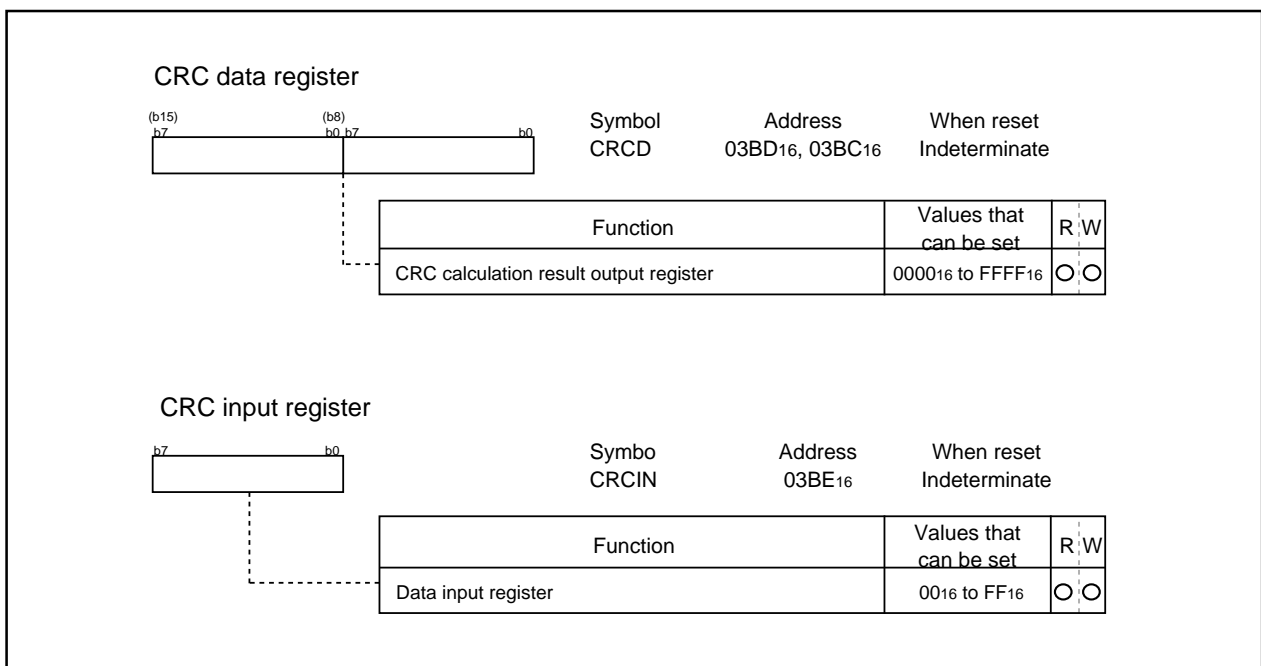 CRC data register
(b15) (b8)
b7 b0 b7 b0
Symbol Address When reset
CRCD 03BD16, 03BC16 Indeterminate
Function Values that can be set R W
CRC calculation result output register 000016 to FFFF16
CRC input register
b7 b0
Symbo Address When reset
CRCIN 03BE16 Indeterminate
Function Values that can be set R W
Data input register 0016 to FF16